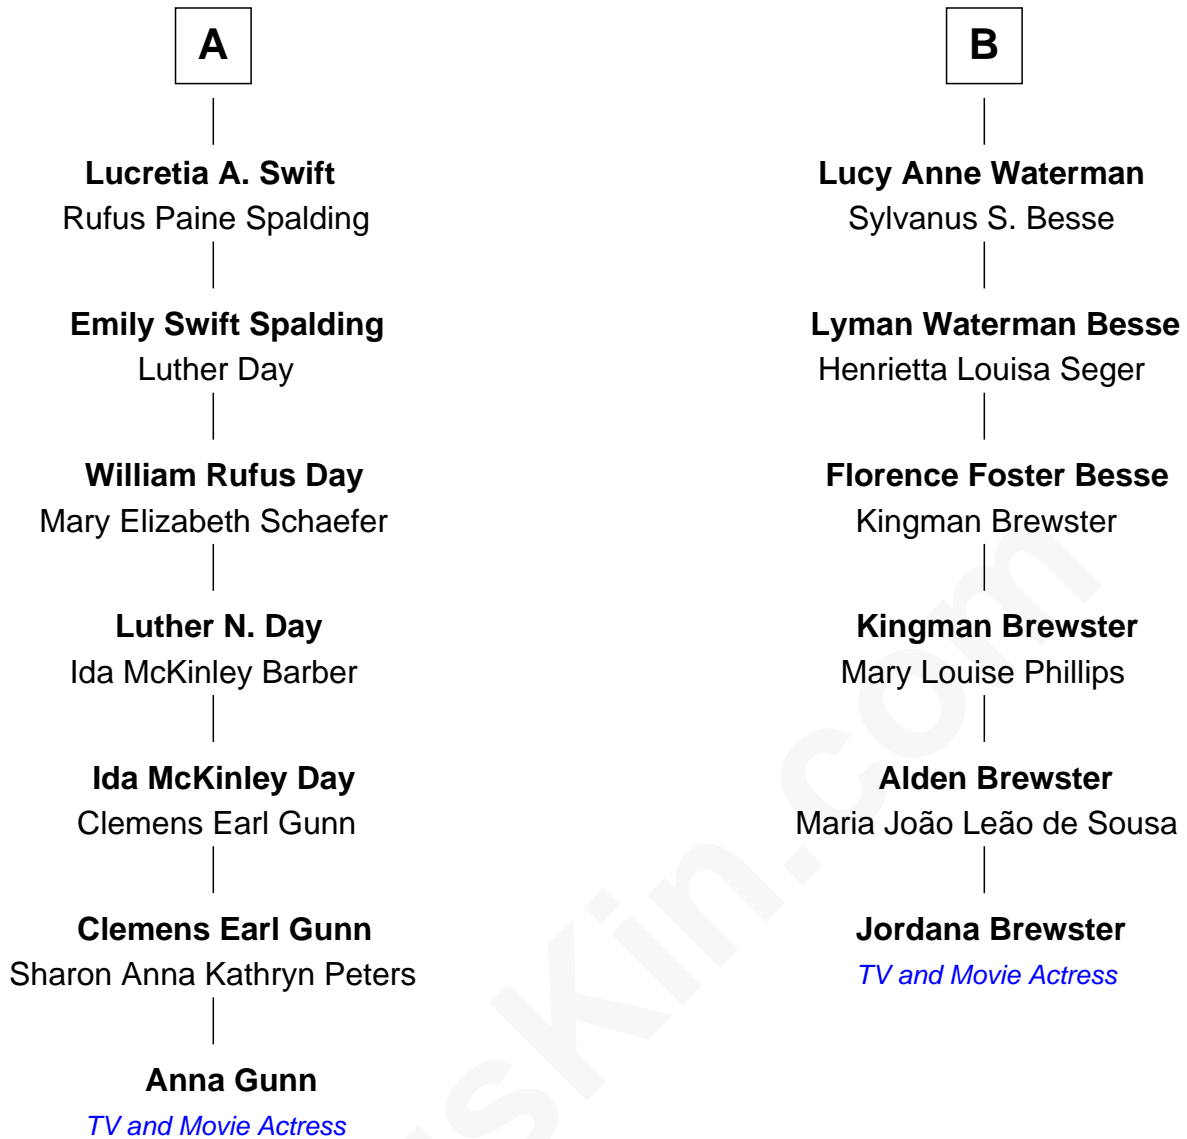 A
Lucretia A. Swift
Rufus Paine Spalding
Emily Swift Spalding
Luther Day
William Rufus Day
Mary Elizabeth Schaefer
Luther N. Day
Ida McKinley Barber
Ida McKinley Day
Clemens Earl Gunn
Clemens Earl Gunn
Sharon Anna Kathryn Peters
Anna Gunn
TV and Movie Actress
B
Lucy Anne Waterman
Sylvanus S. Besse
Lyman Waterman Besse
Henrietta Louisa Seger
Florence Foster Besse
Kingman Brewster
Kingman Brewster
Mary Louise Phillips
Alden Brewster
Maria João Leão de Sousa
Jordana Brewster
TV and Movie Actress